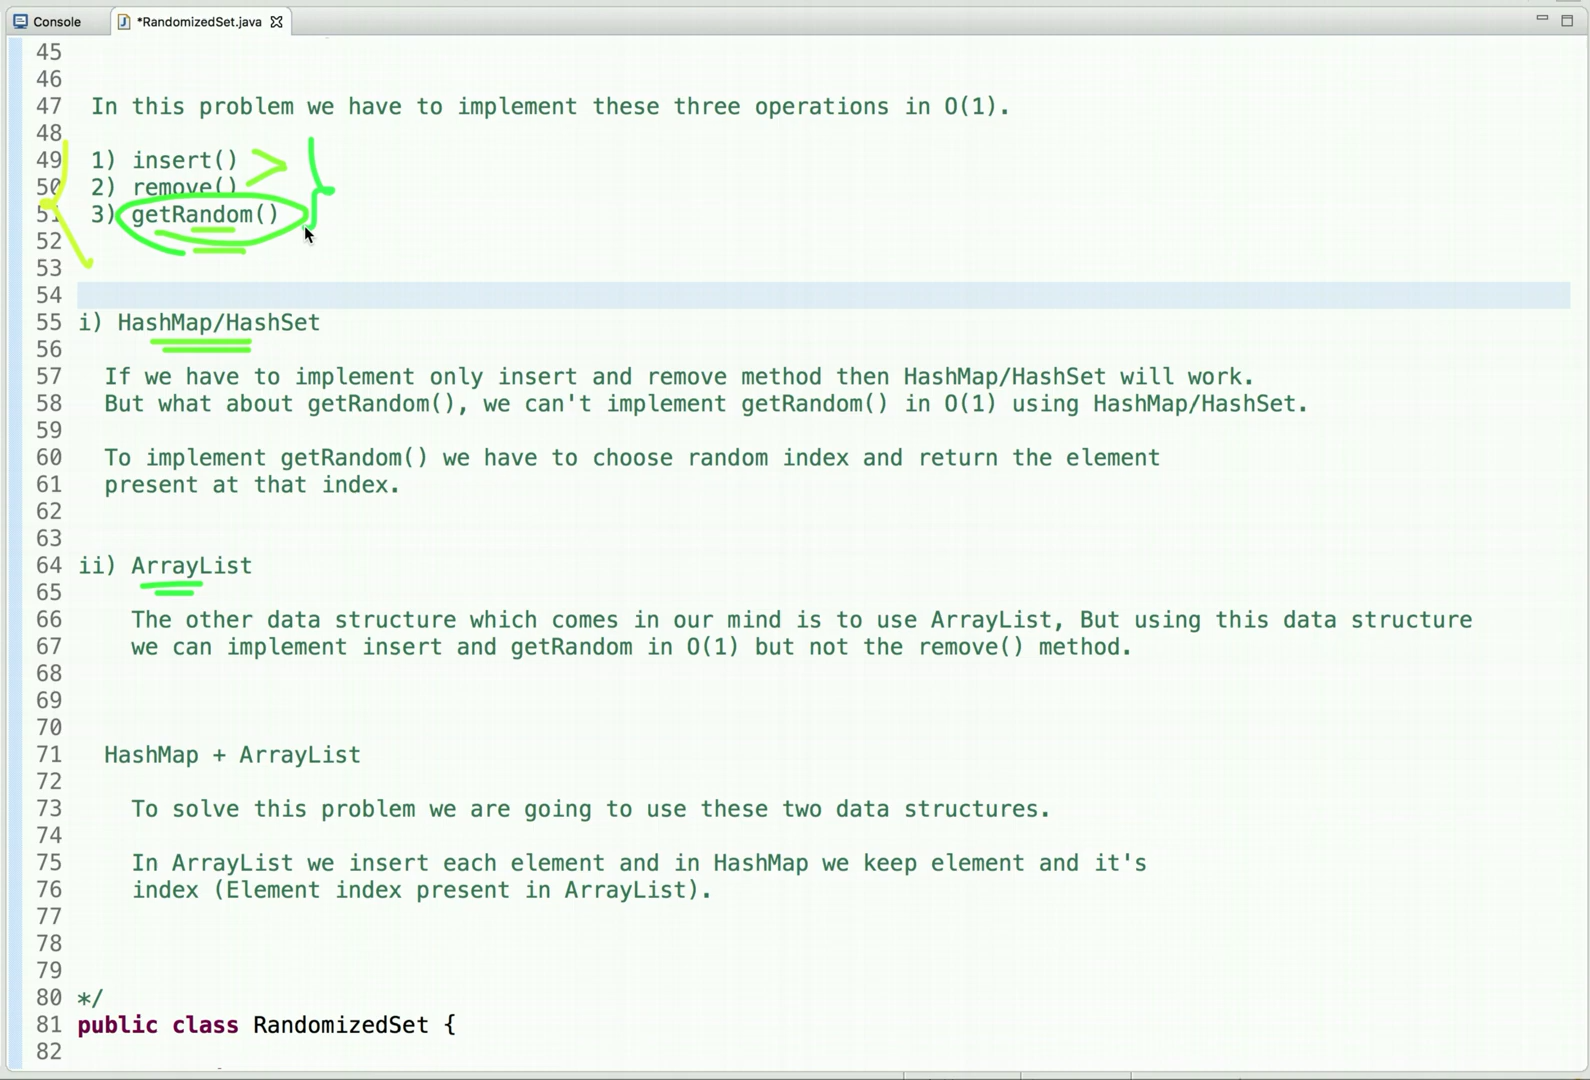 Console *RandomizedSet.java
45
46
47 In this problem we have to implement these three operations in O(1).
48
49 1) insert()
50 2) remove()
51 3) getRandom()
52
53
54
55 i) HashMap/HashSet
56
57 If we have to implement only insert and remove method then HashMap/HashSet will work.
58 But what about getRandom(), we can't implement getRandom() in O(1) using HashMap/HashSet.
59
60 To implement getRandom() we have to choose random index and return the element
61 present at that index.
62
63
64 ii) ArrayList
65
66 The other data structure which comes in our mind is to use ArrayList, But using this data structure
67 we can implement insert and getRandom in O(1) but not the remove() method.
68
69
70
71 HashMap + ArrayList
72
73 To solve this problem we are going to use these two data structures.
74
75 In ArrayList we insert each element and in HashMap we keep element and it's
76 index (Element index present in ArrayList).
77
78
79
80 */
81 public class RandomizedSet {
82